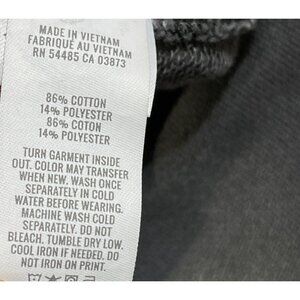 MADE IN VIETNAM
FABRIQUÉ AU VIETNAM
RN 54485 CA 03873
86% COTTON
14% POLYESTER
86% COTON
14% POLYESTER
TURN GARMENT INSIDE
OUT. COLOR MAY TRANSFER
WHEN NEW. WASH ONCE
SEPARATELY IN COLD
WATER BEFORE WEARING.
MACHINE WASH COLD
SEPARATELY. DO NOT
BLEACH. TUMBLE DRY LOW.
COOL IRON IF NEEDED. DO
NOT IRON ON PRINT.